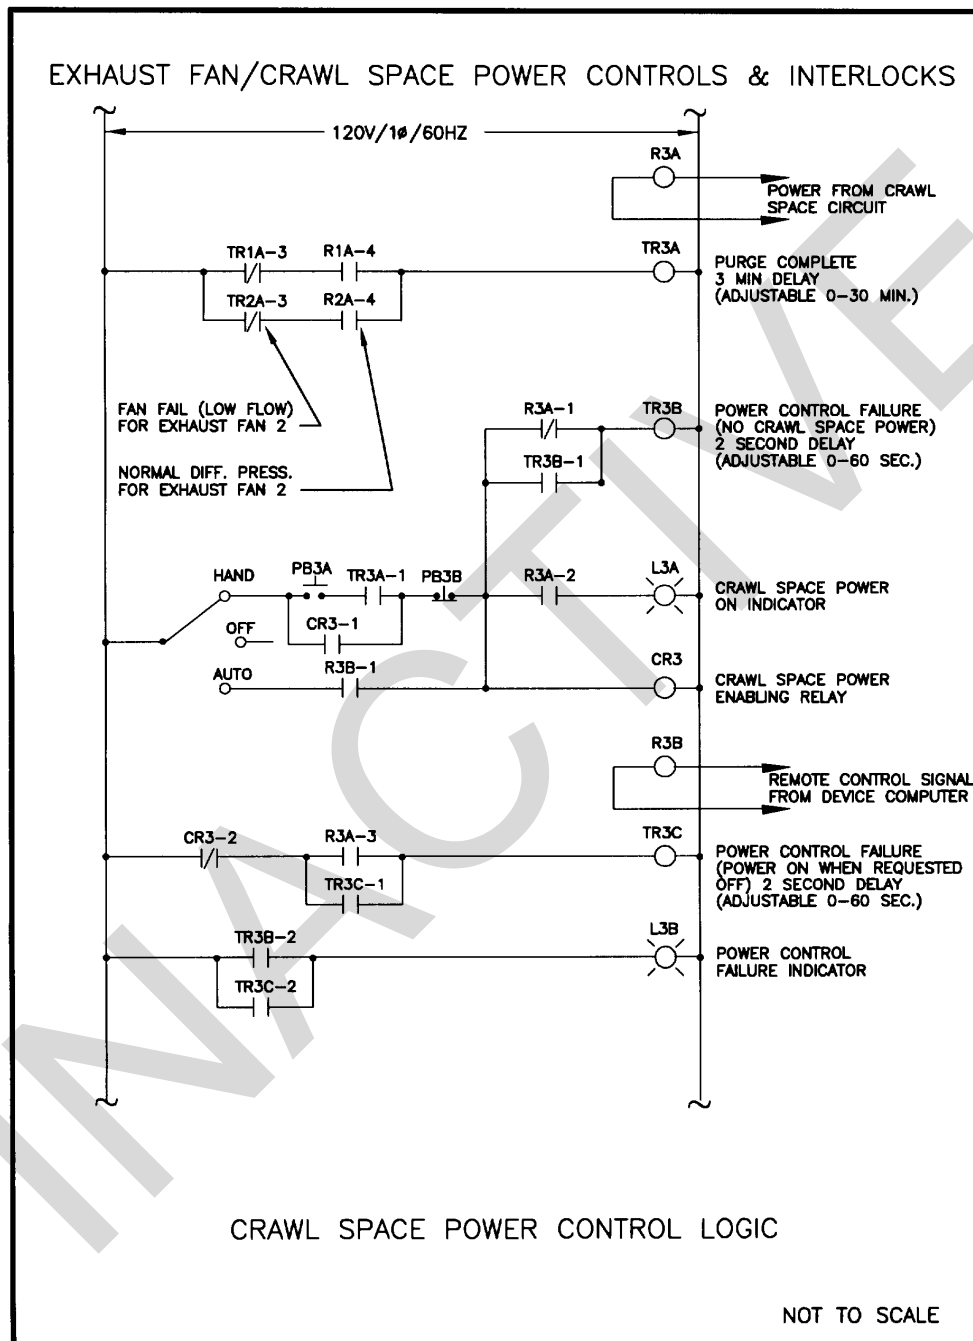 EXHAUST FAN/CRAWL SPACE POWER CONTROLS & INTERLOCKS
120V/1ø/60HZ
R3A
POWER FROM CRAWL
SPACE CIRCUIT
TR1A-3
R1A-4
TR3A
TR2A-3
R2A-4
PURGE COMPLETE
3 MIN DELAY
(ADJUSTABLE 0-30 MIN.)
FAN FAIL (LOW FLOW)
FOR EXHAUST FAN 2
NORMAL DIFF. PRESS.
FOR EXHAUST FAN 2
R3A-1
TR3B
TR3B-1
POWER CONTROL FAILURE
(NO CRAWL SPACE POWER)
2 SECOND DELAY
(ADJUSTABLE 0-60 SEC.)
HAND
PB3A
TR3A-1
PB3B
R3A-2
L3A
CRAWL SPACE POWER
ON INDICATOR
OFF
CR3-1
AUTO
R3B-1
CR3
CRAWL SPACE POWER
ENABLING RELAY
R3B
REMOTE CONTROL SIGNAL
FROM DEVICE COMPUTER
CR3-2
R3A-3
TR3C
TR3C-1
POWER CONTROL FAILURE
(POWER ON WHEN REQUESTED
OFF) 2 SECOND DELAY
(ADJUSTABLE 0-60 SEC.)
TR3B-2
L3B
TR3C-2
POWER CONTROL
FAILURE INDICATOR
INACTIVE
CRAWL SPACE POWER CONTROL LOGIC
NOT TO SCALE